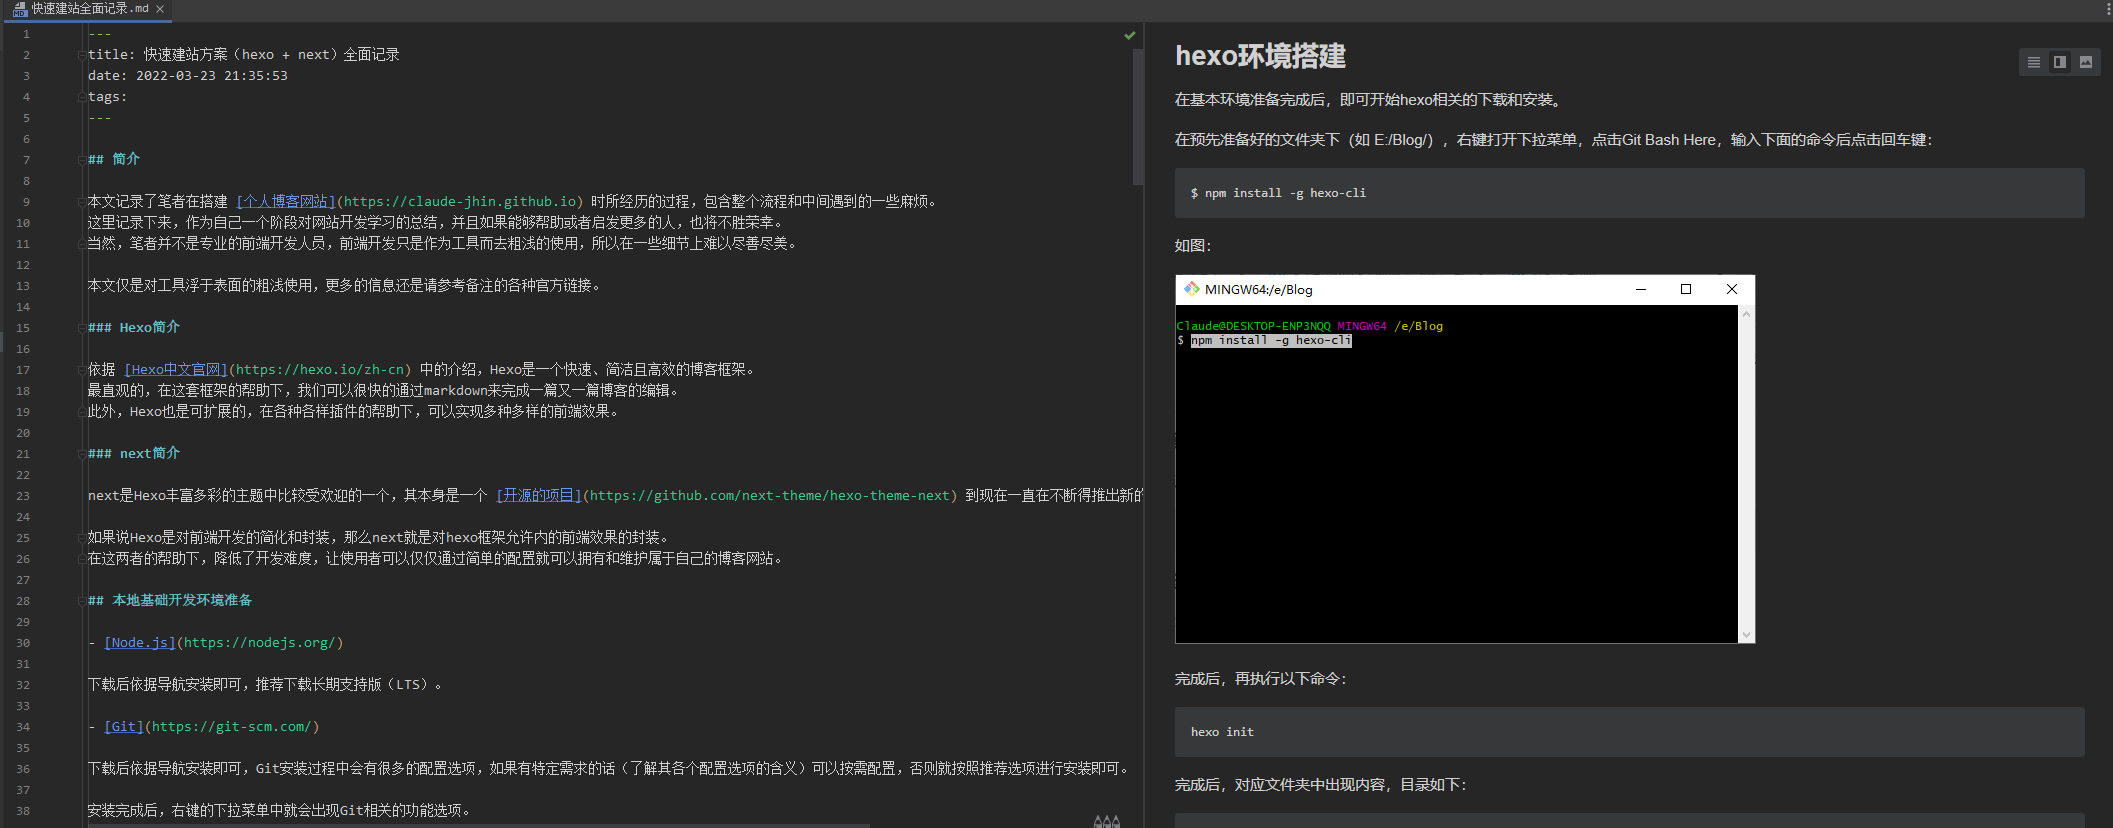 快速建站全面记录.md
1 ---
2 title: 快速建站方案（hexo + next）全面记录
3 date: 2022-03-23 21:35:53
4 tags:
5 ---
6
7 ## 简介
8
9 本文记录了笔者在搭建 [个人博客网站](https://claude-jhin.github.io) 时所经历的过程，包含整个流程和中间遇到的一些麻烦。
10 这里记录下来，作为自己一个阶段对网站开发学习的总结，并且如果能够帮助或者启发更多的人，也将不胜荣幸。
11 当然，笔者并不是专业的前端开发人员，前端开发只是作为工具而去粗浅的使用，所以在一些细节上难以尽善尽美。
12
13 本文仅是对工具浮于表面的粗浅使用，更多的信息还是请参考备注的各种官方链接。
14
15 ### Hexo简介
16
17 依据 [Hexo中文官网](https://hexo.io/zh-cn) 中的介绍，Hexo是一个快速、简洁且高效的博客框架。
18 最直观的，在这套框架的帮助下，我们可以很快的通过markdown来完成一篇又一篇博客的编辑。
19 此外，Hexo也是可扩展的，在各种各样插件的帮助下，可以实现多种多样的前端效果。
20
21 ### next简介
22
23 next是Hexo丰富多彩的主题中比较受欢迎的一个，其本身是一个 [开源的项目](https://github.com/next-theme/hexo-theme-next) 到现在一直在不断得推出新的
24
25 如果说Hexo是对前端开发的简化和封装，那么next就是对hexo框架允许内的前端效果的封装。
26 在这两者的帮助下，降低了开发难度，让使用者可以仅仅通过简单的配置就可以拥有和维护属于自己的博客网站。
27
28 ## 本地基础开发环境准备
29
30 - [Node.js](https://nodejs.org/)
31
32 下载后依据导航安装即可，推荐下载长期支持版（LTS）。
33
34 - [Git](https://git-scm.com/)
35
36 下载后依据导航安装即可，Git安装过程中会有很多的配置选项，如果有特定需求的话（了解其各个配置选项的含义）可以按需配置，否则就按照推荐选项进行安装即可。
37
38 安装完成后，右键的下拉菜单中就会出现Git相关的功能选项。
hexo环境搭建
在基本环境准备完成后，即可开始hexo相关的下载和安装。
在预先准备好的文件夹下（如 E:/Blog/），右键打开下拉菜单，点击Git Bash Here，输入下面的命令后点击回车键：
$ npm install -g hexo-cli
如图：
MINGW64:/e/Blog
Claude@DESKTOP-ENP3NQQ MINGW64 /e/Blog
$ npm install -g hexo-cli
完成后，再执行以下命令：
hexo init
完成后，对应文件夹中出现内容，目录如下：